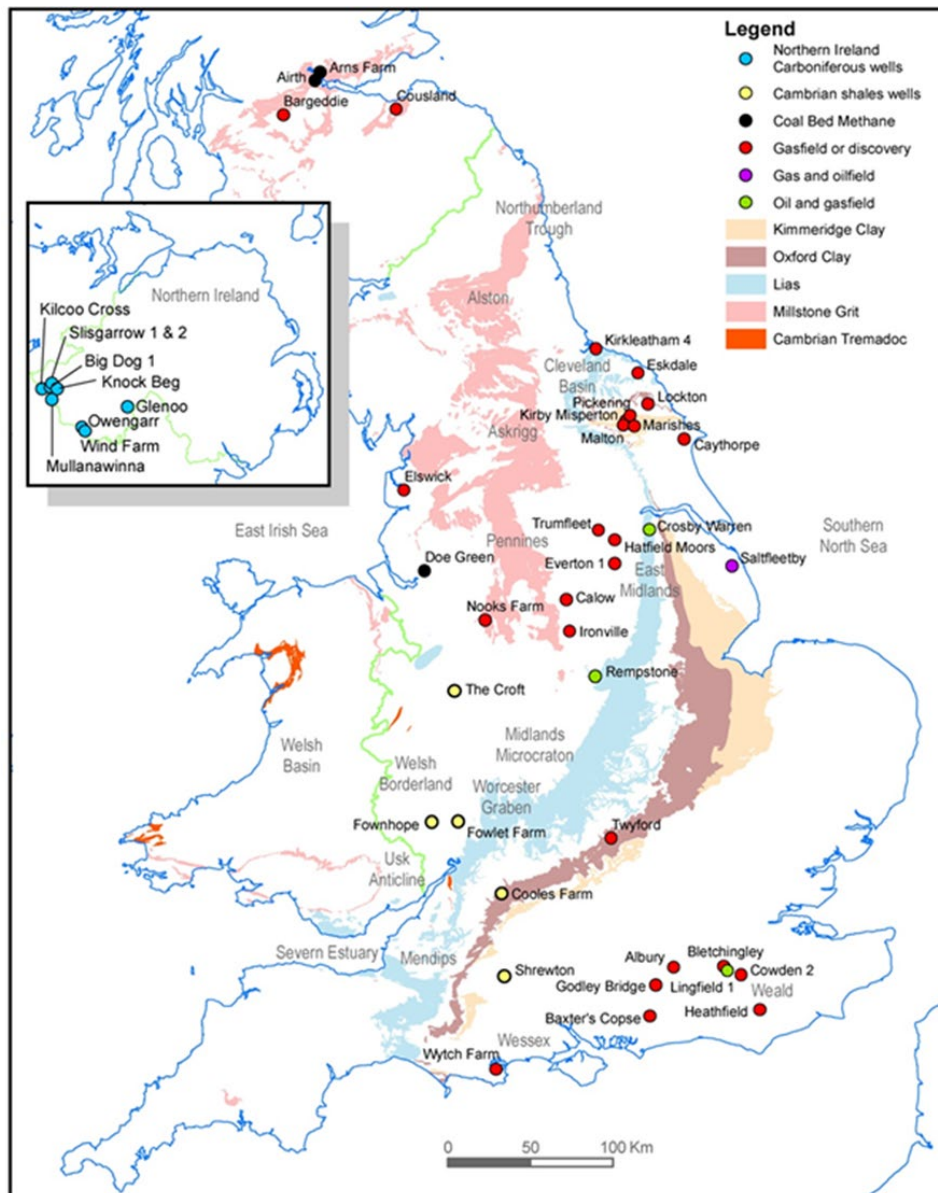 Legend
Northern Ireland
Carboniferous wells
Cambrian shales wells
Coal Bed Methane
Gasfield or discovery
Gas and oilfield
Oil and gasfield
Kimmeridge Clay
Oxford Clay
Lias
Millstone Grit
Cambrian Tremadoc
Arns Farm
Airth
Bargeddie
Cousland
Northumberland
Trough
Alston
Northern Ireland
Kilcoo Cross
Slisgarrow 1 & 2
Big Dog 1
Knock Beg
Glenoo
Owengarr
Wind Farm
Mullanawinna
Kirkleatham 4
Cleveland
Basin
Eskdale
Pickering
Lockton
Kirby Misperton
Marishes
Malton
Caythorpe
Askrigg
Elswick
East Irish Sea
Trumfleet
Crosby Warren
Southern
North Sea
Pennines
Hatfield Moors
Doe Green
Everton 1
East
Midlands
Saltfleetby
Nooks Farm
Calow
Ironville
Rempstone
The Croft
Welsh
Basin
Midlands
Microcraton
Welsh
Borderland
Worcester
Graben
Fownhope
Fowlet Farm
Twyford
Usk
Anticline
Cooles Farm
Severn Estuary
Mendips
Shrewton
Albury
Bletchingley
Godley Bridge
Lingfield 1
Cowden 2
Weald
Baxter's Copse
Heathfield
Wessex
Wytch Farm
0 50 100 Km